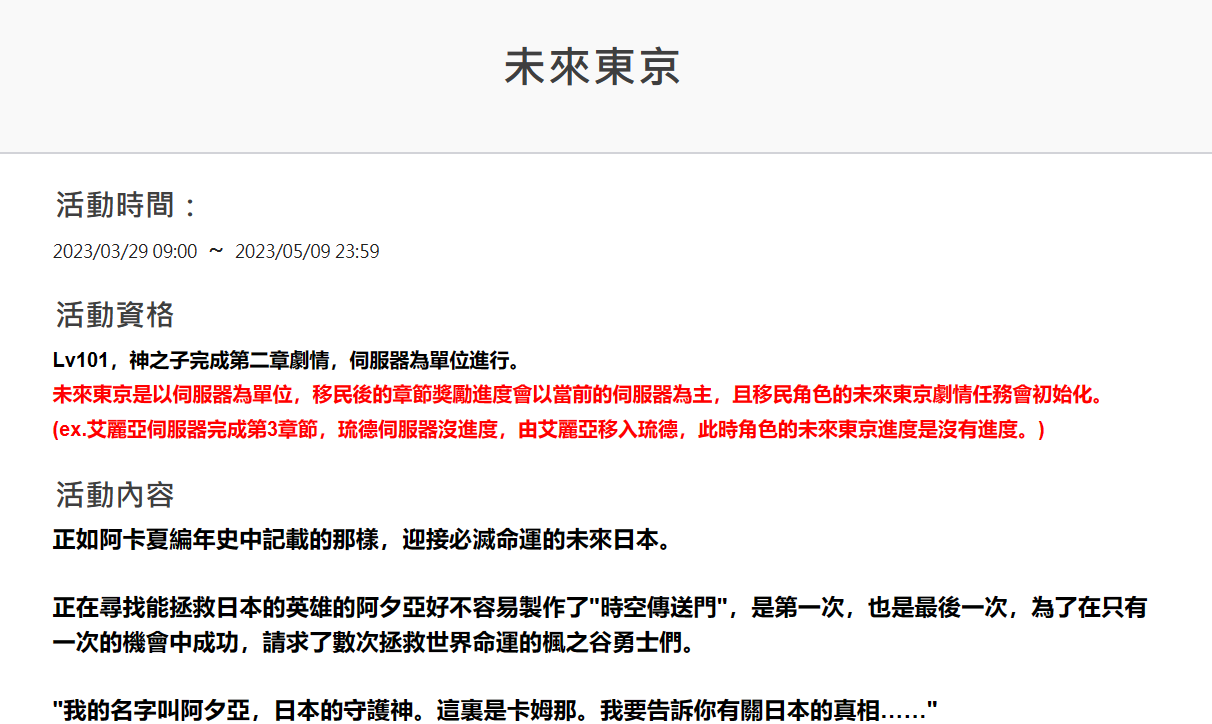 未來東京
活動時間：
2023/03/29 09:00 ～ 2023/05/09 23:59
活動資格
Lv101，神之子完成第二章劇情，伺服器為單位進行。
未來東京是以伺服器為單位，移民後的章節獎勵進度會以當前的伺服器為主，且移民角色的未來東京劇情任務會初始化。
(ex.艾麗亞伺服器完成第3章節，琉德伺服器沒進度，由艾麗亞移入琉德，此時角色的未來東京進度是沒有進度。)
活動內容
正如阿卡夏編年史中記載的那樣，迎接必滅命運的未來日本。
正在尋找能拯救日本的英雄的阿夕亞好不容易製作了"時空傳送門"，是第一次，也是最後一次，為了在只有
一次的機會中成功，請求了數次拯救世界命運的楓之谷勇士們。
"我的名字叫阿夕亞，日本的守護神。這裏是卡姆那。我要告訴你有關日本的真相……"